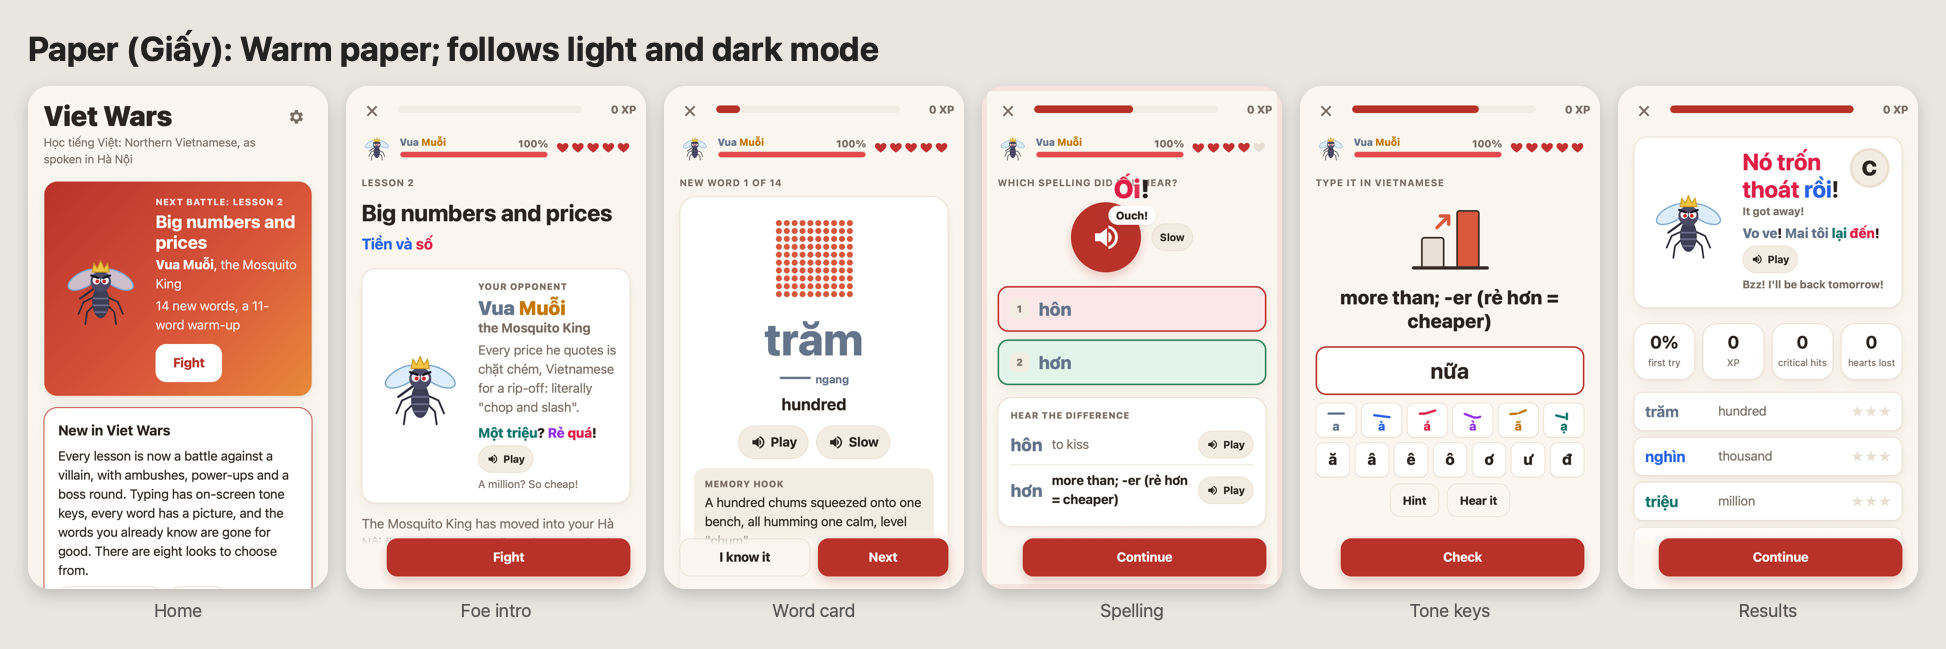 Paper (Giấy): Warm paper; follows light and dark mode
Viet Wars
Học tiếng Việt: Northern Vietnamese, as
spoken in Hà Nội
NEXT BATTLE: LESSON 2
Big numbers and
prices
Vua Muỗi, the Mosquito
King
14 new words, a 11-
word warm-up
Fight
New in Viet Wars
Every lesson is now a battle against a
villain, with ambushes, power-ups and a
boss round. Typing has on-screen tone
keys, every word has a picture, and the
words you already know are gone for
good. There are eight looks to choose
from.
Home
0 XP
Vua Muỗi 100%
LESSON 2
Big numbers and prices
Tiền và số
YOUR OPPONENT
Vua Muỗi
the Mosquito King
Every price he quotes is
chặt chém, Vietnamese
for a rip-off: literally
"chop and slash".
Một triệu? Rẻ quá!
Play
A million? So cheap!
The Mosquito King has moved into your Hà
Fight
Foe intro
0 XP
Vua Muỗi 100%
NEW WORD 1 OF 14
trăm
ngang
hundred
Play
Slow
MEMORY HOOK
A hundred chums squeezed onto one
bench, all humming one calm, level
"chum".
I know it
Next
Word card
0 XP
Vua Muỗi 100%
WHICH SPELLING DID HEAR?
Ối!
Ouch!
Slow
1 hôn
2 hơn
HEAR THE DIFFERENCE
hôn to kiss Play
hơn more than; -er (rẻ hơn
= cheaper) Play
Continue
Spelling
0 XP
Vua Muỗi 100%
TYPE IT IN VIETNAMESE
more than; -er (rẻ hơn =
cheaper)
nữa
a à á ả ã ạ
ă â ê ô ơ ư đ
Hint
Hear it
Check
Tone keys
0 XP
Nó trốn
thoát rồi!
C
It got away!
Vo ve! Mai tôi lại đến!
Play
Bzz! I'll be back tomorrow!
0% 0 0 0
first try XP critical hits hearts lost
trăm hundred
nghìn thousand
triệu million
Continue
Results